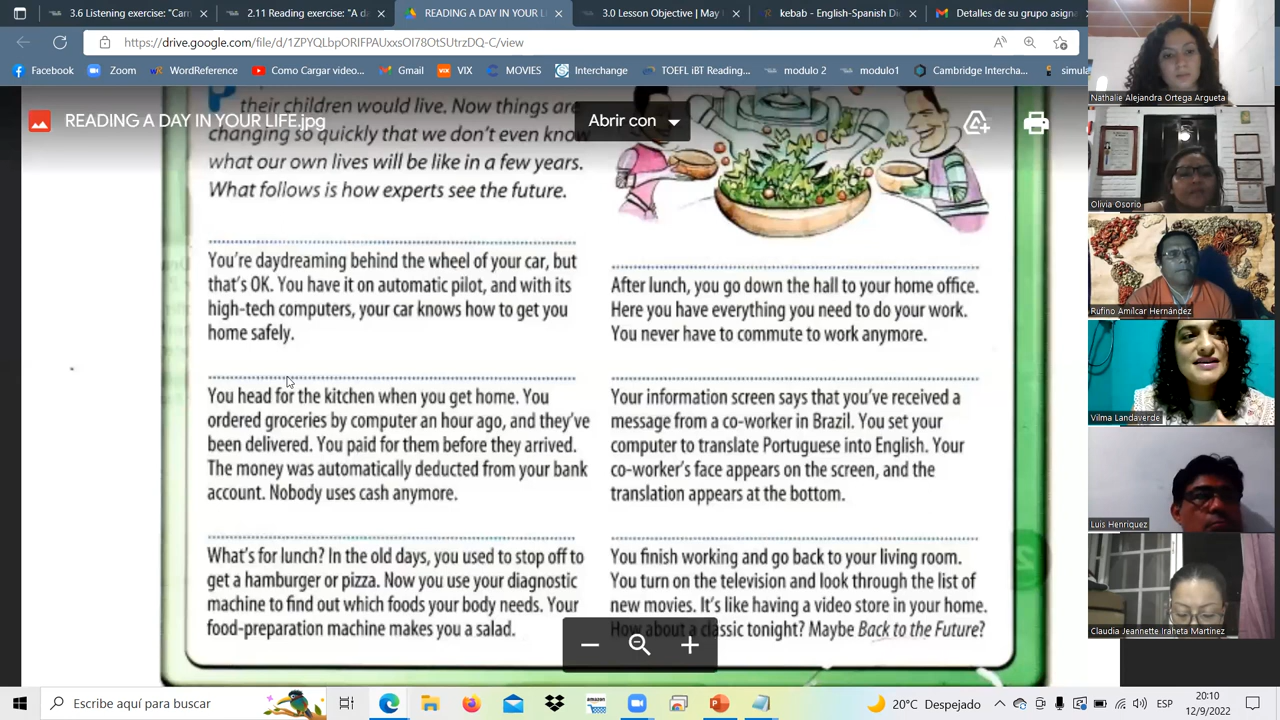 3.6 Listening exercise: "Carr
2.11 Reading exercise: "A da
READING A DAY IN YOUR LI
3.0 Lesson Objective | May I
kebab - English-Spanish Di
Detalles de su grupo asigna
https://drive.google.com/file/d/1ZPYQLbpORIFPAUxxsOI78OtSUtrzDQ-C/view
Facebook
Zoom
WordReference
Como Cargar video...
Gmail
VIX
MOVIES
Interchange
TOEFL iBT Reading...
modulo 2
modulo1
Cambridge Intercha...
simula
READING A DAY IN YOUR LIFE.jpg
Abrir con
their children would live. Now things are
changing so quickly that we don't even know
what our own lives will be like in a few years.
What follows is how experts see the future.
You're daydreaming behind the wheel of your car, but
that's OK. You have it on automatic pilot, and with its
high-tech computers, your car knows how to get you
home safely.
You head for the kitchen when you get home. You
ordered groceries by computer an hour ago, and they've
been delivered. You paid for them before they arrived.
The money was automatically deducted from your bank
account. Nobody uses cash anymore.
What's for lunch? In the old days, you used to stop off to
get a hamburger or pizza. Now you use your diagnostic
machine to find out which foods your body needs. Your
food-preparation machine makes you a salad.
After lunch, you go down the hall to your home office.
Here you have everything you need to do your work.
You never have to commute to work anymore.
Your information screen says that you've received a
message from a co-worker in Brazil. You set your
computer to translate Portuguese into English. Your
co-worker's face appears on the screen, and the
translation appears at the bottom.
You finish working and go back to your living room.
You turn on the television and look through the list of
new movies. It's like having a video store in your home.
How about a classic tonight? Maybe Back to the Future?
Nathalie Alejandra Ortega Argueta
Olivia Osorio
Rufino Amilcar Hernández
Vilma Landaverde
Luis Henriquez
Claudia Jeannette Iraheta Martinez
Escribe aquí para buscar
20°C Despejado
ESP
20:10
12/9/2022